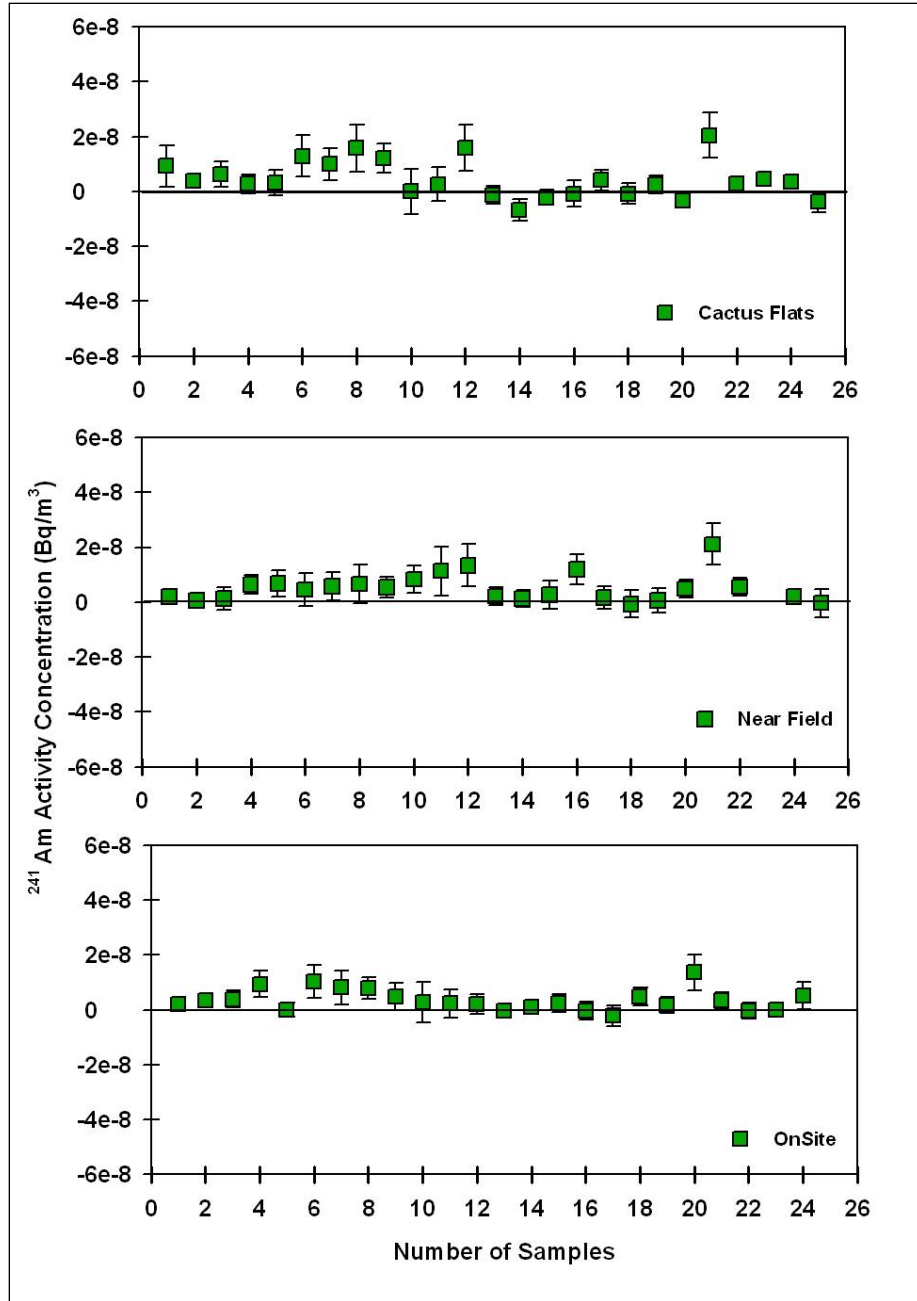 6e-8
4e-8
2e-8
0
-2e-8
-4e-8
-6e-8
Cactus Flats
0 2 4 6 8 10 12 14 16 18 20 22 24 26
6e-8
4e-8
2e-8
0
-2e-8
-4e-8
-6e-8
Near Field
0 2 4 6 8 10 12 14 16 18 20 22 24 26
²⁴¹ Am Activity Concentration (Bq/m³)
6e-8
4e-8
2e-8
0
-2e-8
-4e-8
-6e-8
OnSite
0 2 4 6 8 10 12 14 16 18 20 22 24 26
Number of Samples